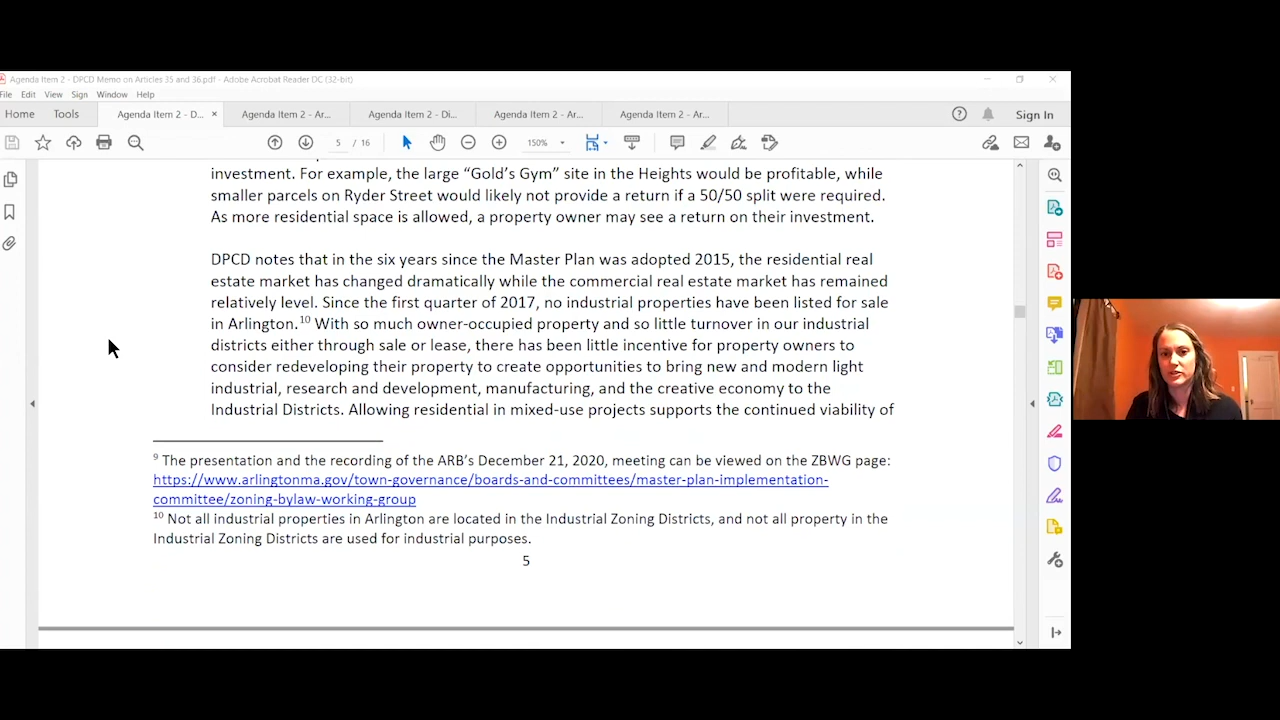 Agenda Item 2 - DPCD Memo on Articles 35 and 36.pdf - Adobe Acrobat Reader DC (32-bit)
File Edit View Sign Window Help
Home Tools Agenda Item 2 - D... × Agenda Item 2 - Ar... Agenda Item 2 - Di... Agenda Item 2 - Ar... Agenda Item 2 - Ar... Sign In
5 / 16 150%
investment. For example, the large “Gold’s Gym” site in the Heights would be profitable, while
smaller parcels on Ryder Street would likely not provide a return if a 50/50 split were required.
As more residential space is allowed, a property owner may see a return on their investment.
DPCD notes that in the six years since the Master Plan was adopted 2015, the residential real
estate market has changed dramatically while the commercial real estate market has remained
relatively level. Since the first quarter of 2017, no industrial properties have been listed for sale
in Arlington.10 With so much owner-occupied property and so little turnover in our industrial
districts either through sale or lease, there has been little incentive for property owners to
consider redeveloping their property to create opportunities to bring new and modern light
industrial, research and development, manufacturing, and the creative economy to the
Industrial Districts. Allowing residential in mixed-use projects supports the continued viability of
9 The presentation and the recording of the ARB’s December 21, 2020, meeting can be viewed on the ZBWG page:
https://www.arlingtonma.gov/town-governance/boards-and-committees/master-plan-implementation-
committee/zoning-bylaw-working-group
10 Not all industrial properties in Arlington are located in the Industrial Zoning Districts, and not all property in the
Industrial Zoning Districts are used for industrial purposes.
5